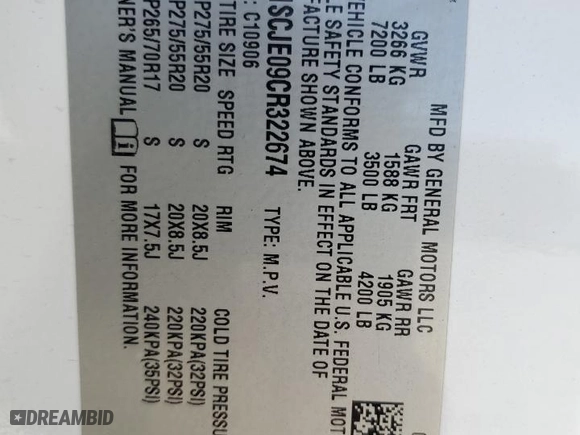 MFD BY GENERAL MOTORS LLC
GVWR GAWR FRT GAWR RR
3266 KG 1588 KG 1905 KG
7200 LB 3500 LB 4200 LB
VEHICLE CONFORMS TO ALL APPLICABLE U.S. FEDERAL MOT
LE SAFETY STANDARDS IN EFFECT ON THE DATE OF
FACTURE SHOWN ABOVE.
1SCJE09CR322674 TYPE: M.P.V.
: C10906
TIRE SIZE SPEED RTG RIM COLD TIRE PRESSU
P275/55R20 S 20X8.5J 220KPA(32PSI)
P275/55R20 S 20X8.5J 220KPA(32PSI)
P265/70R17 S 17X7.5J 240KPA(35PSI)
NER'S MANUAL FOR MORE INFORMATION.
DREAMBID